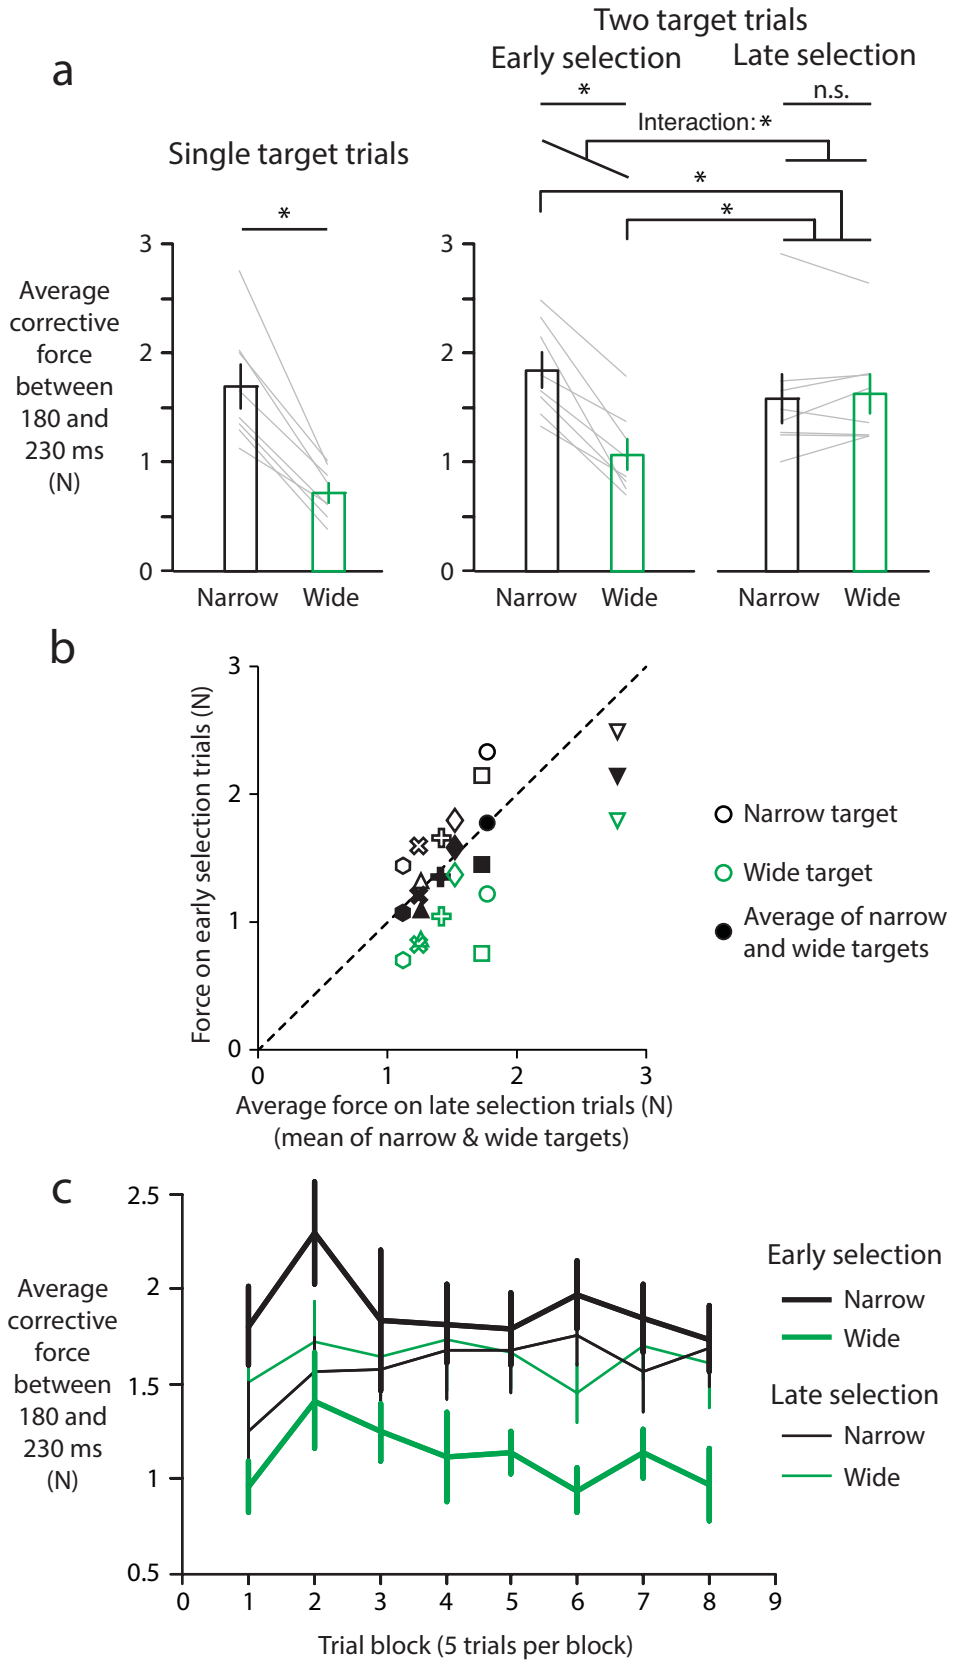 a
Two target trials
Early selection
Late selection
*
n.s.
Interaction: *
Single target trials
*
*
*
Average
corrective
force
between
180 and
230 ms
(N)
3
2
1
0
Narrow
Wide
3
2
1
0
Narrow
Wide
Narrow
Wide
b
Force on early selection trials (N)
3
2
1
0
0
1
2
3
Average force on late selection trials (N)
(mean of narrow & wide targets)
Narrow target
Wide target
Average of narrow
and wide targets
c
Average
corrective
force
between
180 and
230 ms
(N)
2.5
2
1.5
1
0.5
0
1
2
3
4
5
6
7
8
9
Trial block (5 trials per block)
Early selection
Narrow
Wide
Late selection
Narrow
Wide